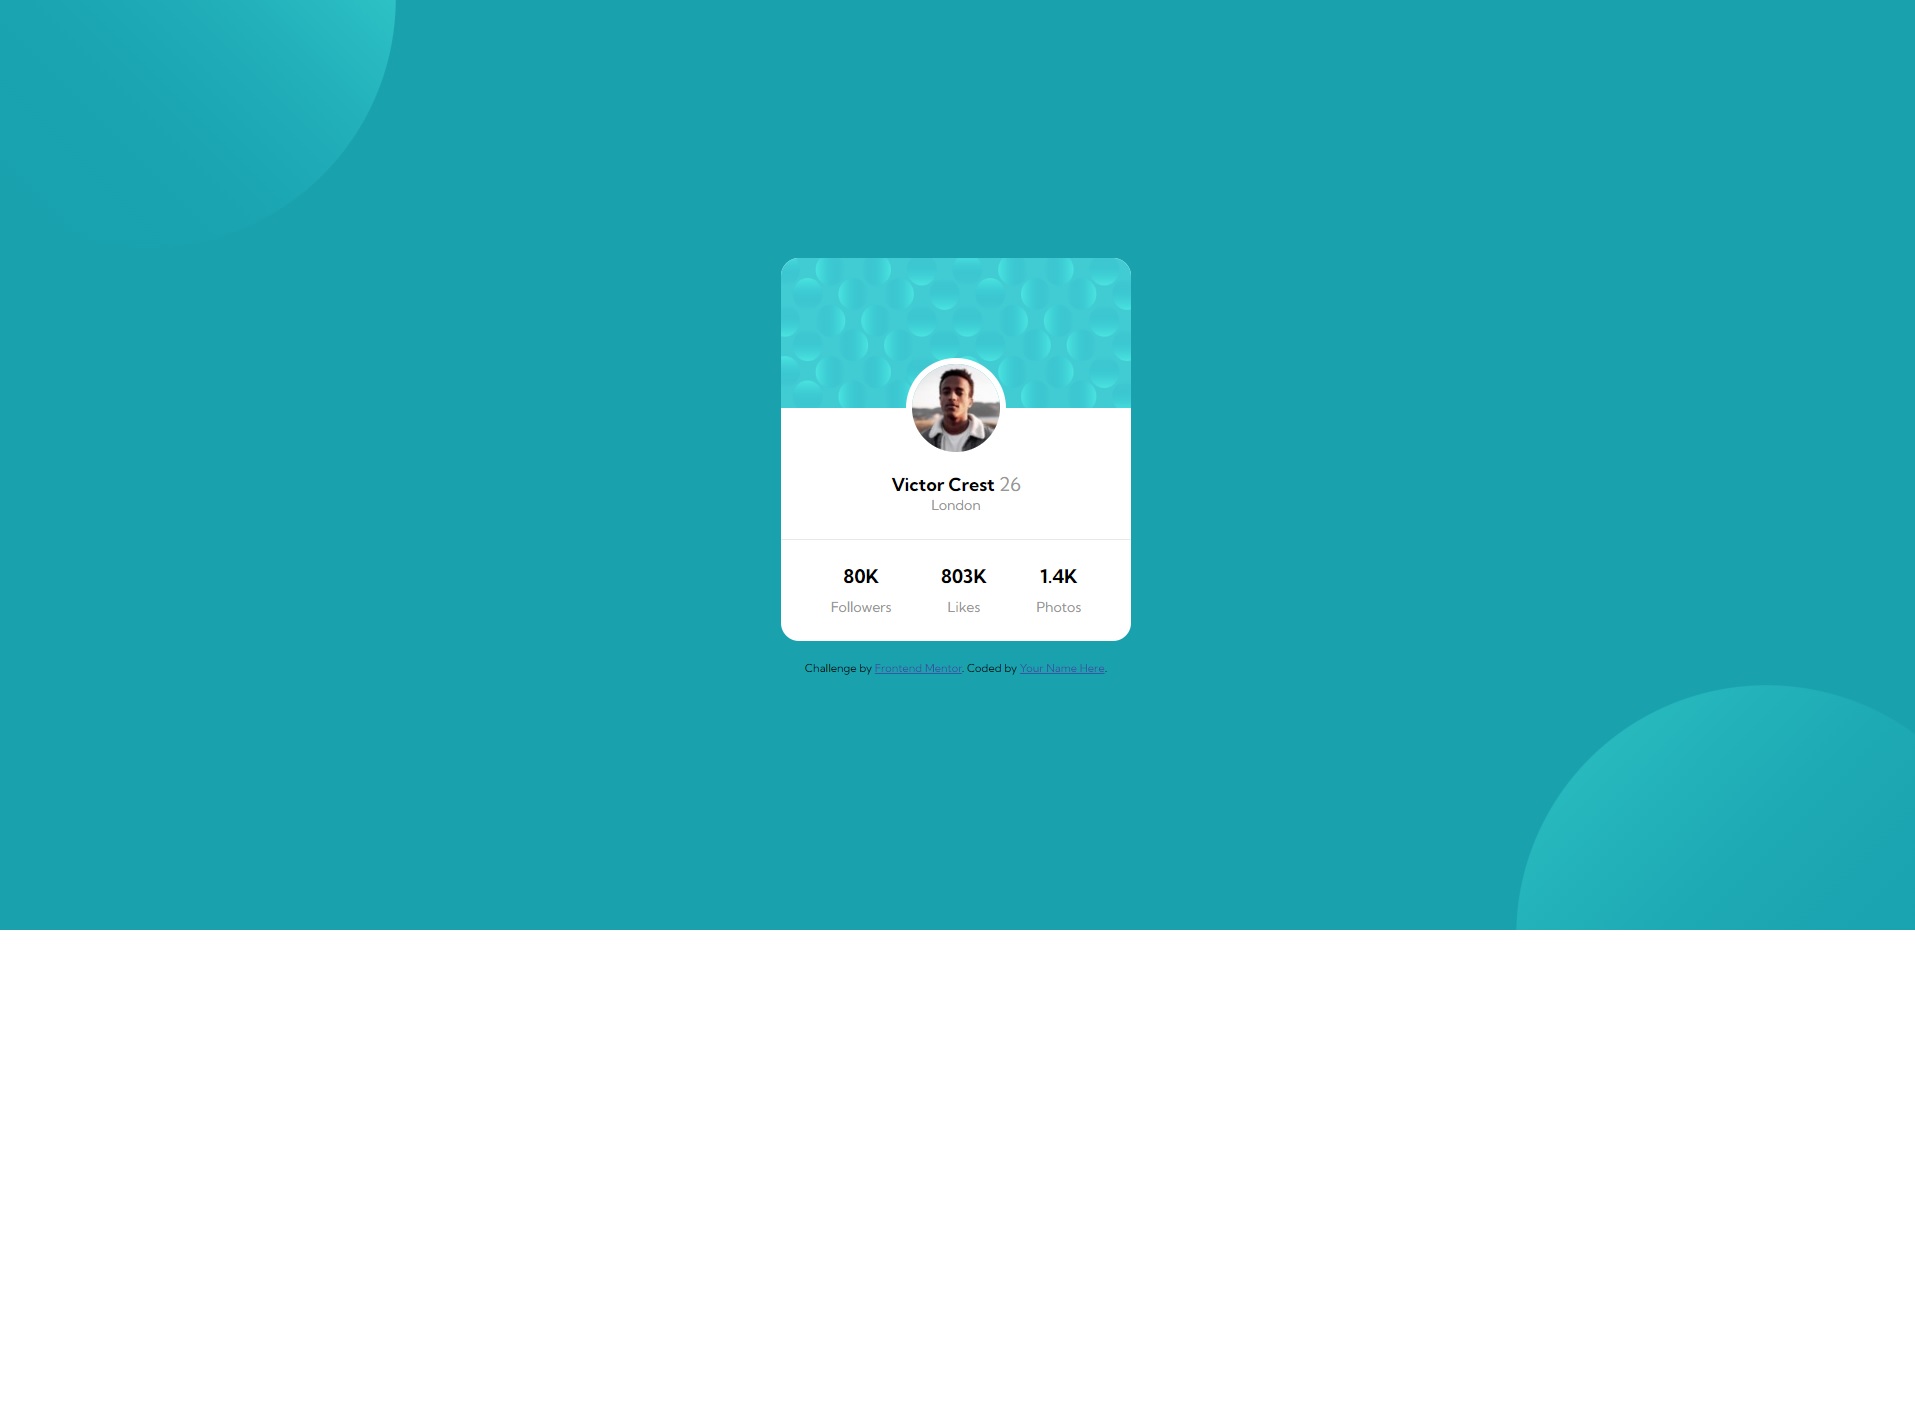 Victor Crest 26
London
80K 803K 1.4K
Followers Likes Photos
Challenge by Frontend Mentor. Coded by Your Name Here.